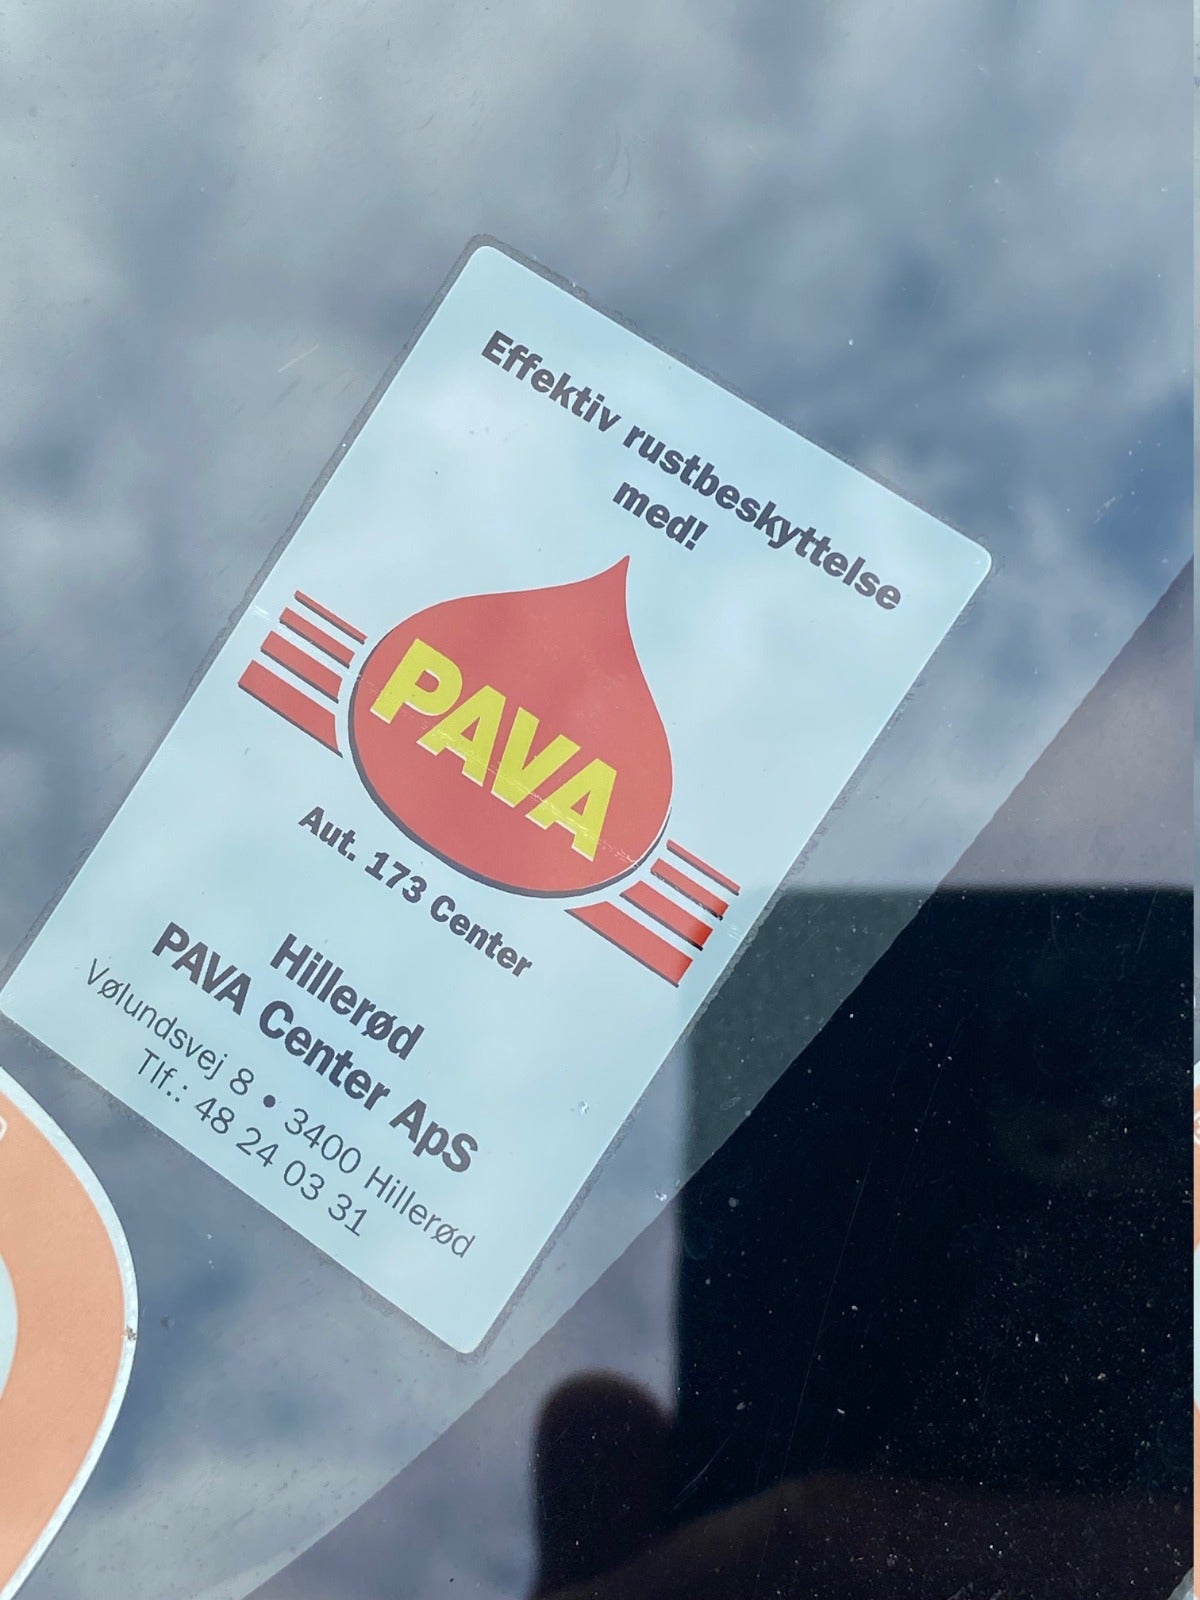 Effektiv rustbeskyttelse
med!
PAVA
Aut. 173 Center
Hillerød
PAVA Center ApS
Vølundsvej 8 • 3400 Hillerød
Tlf.: 48 24 03 31